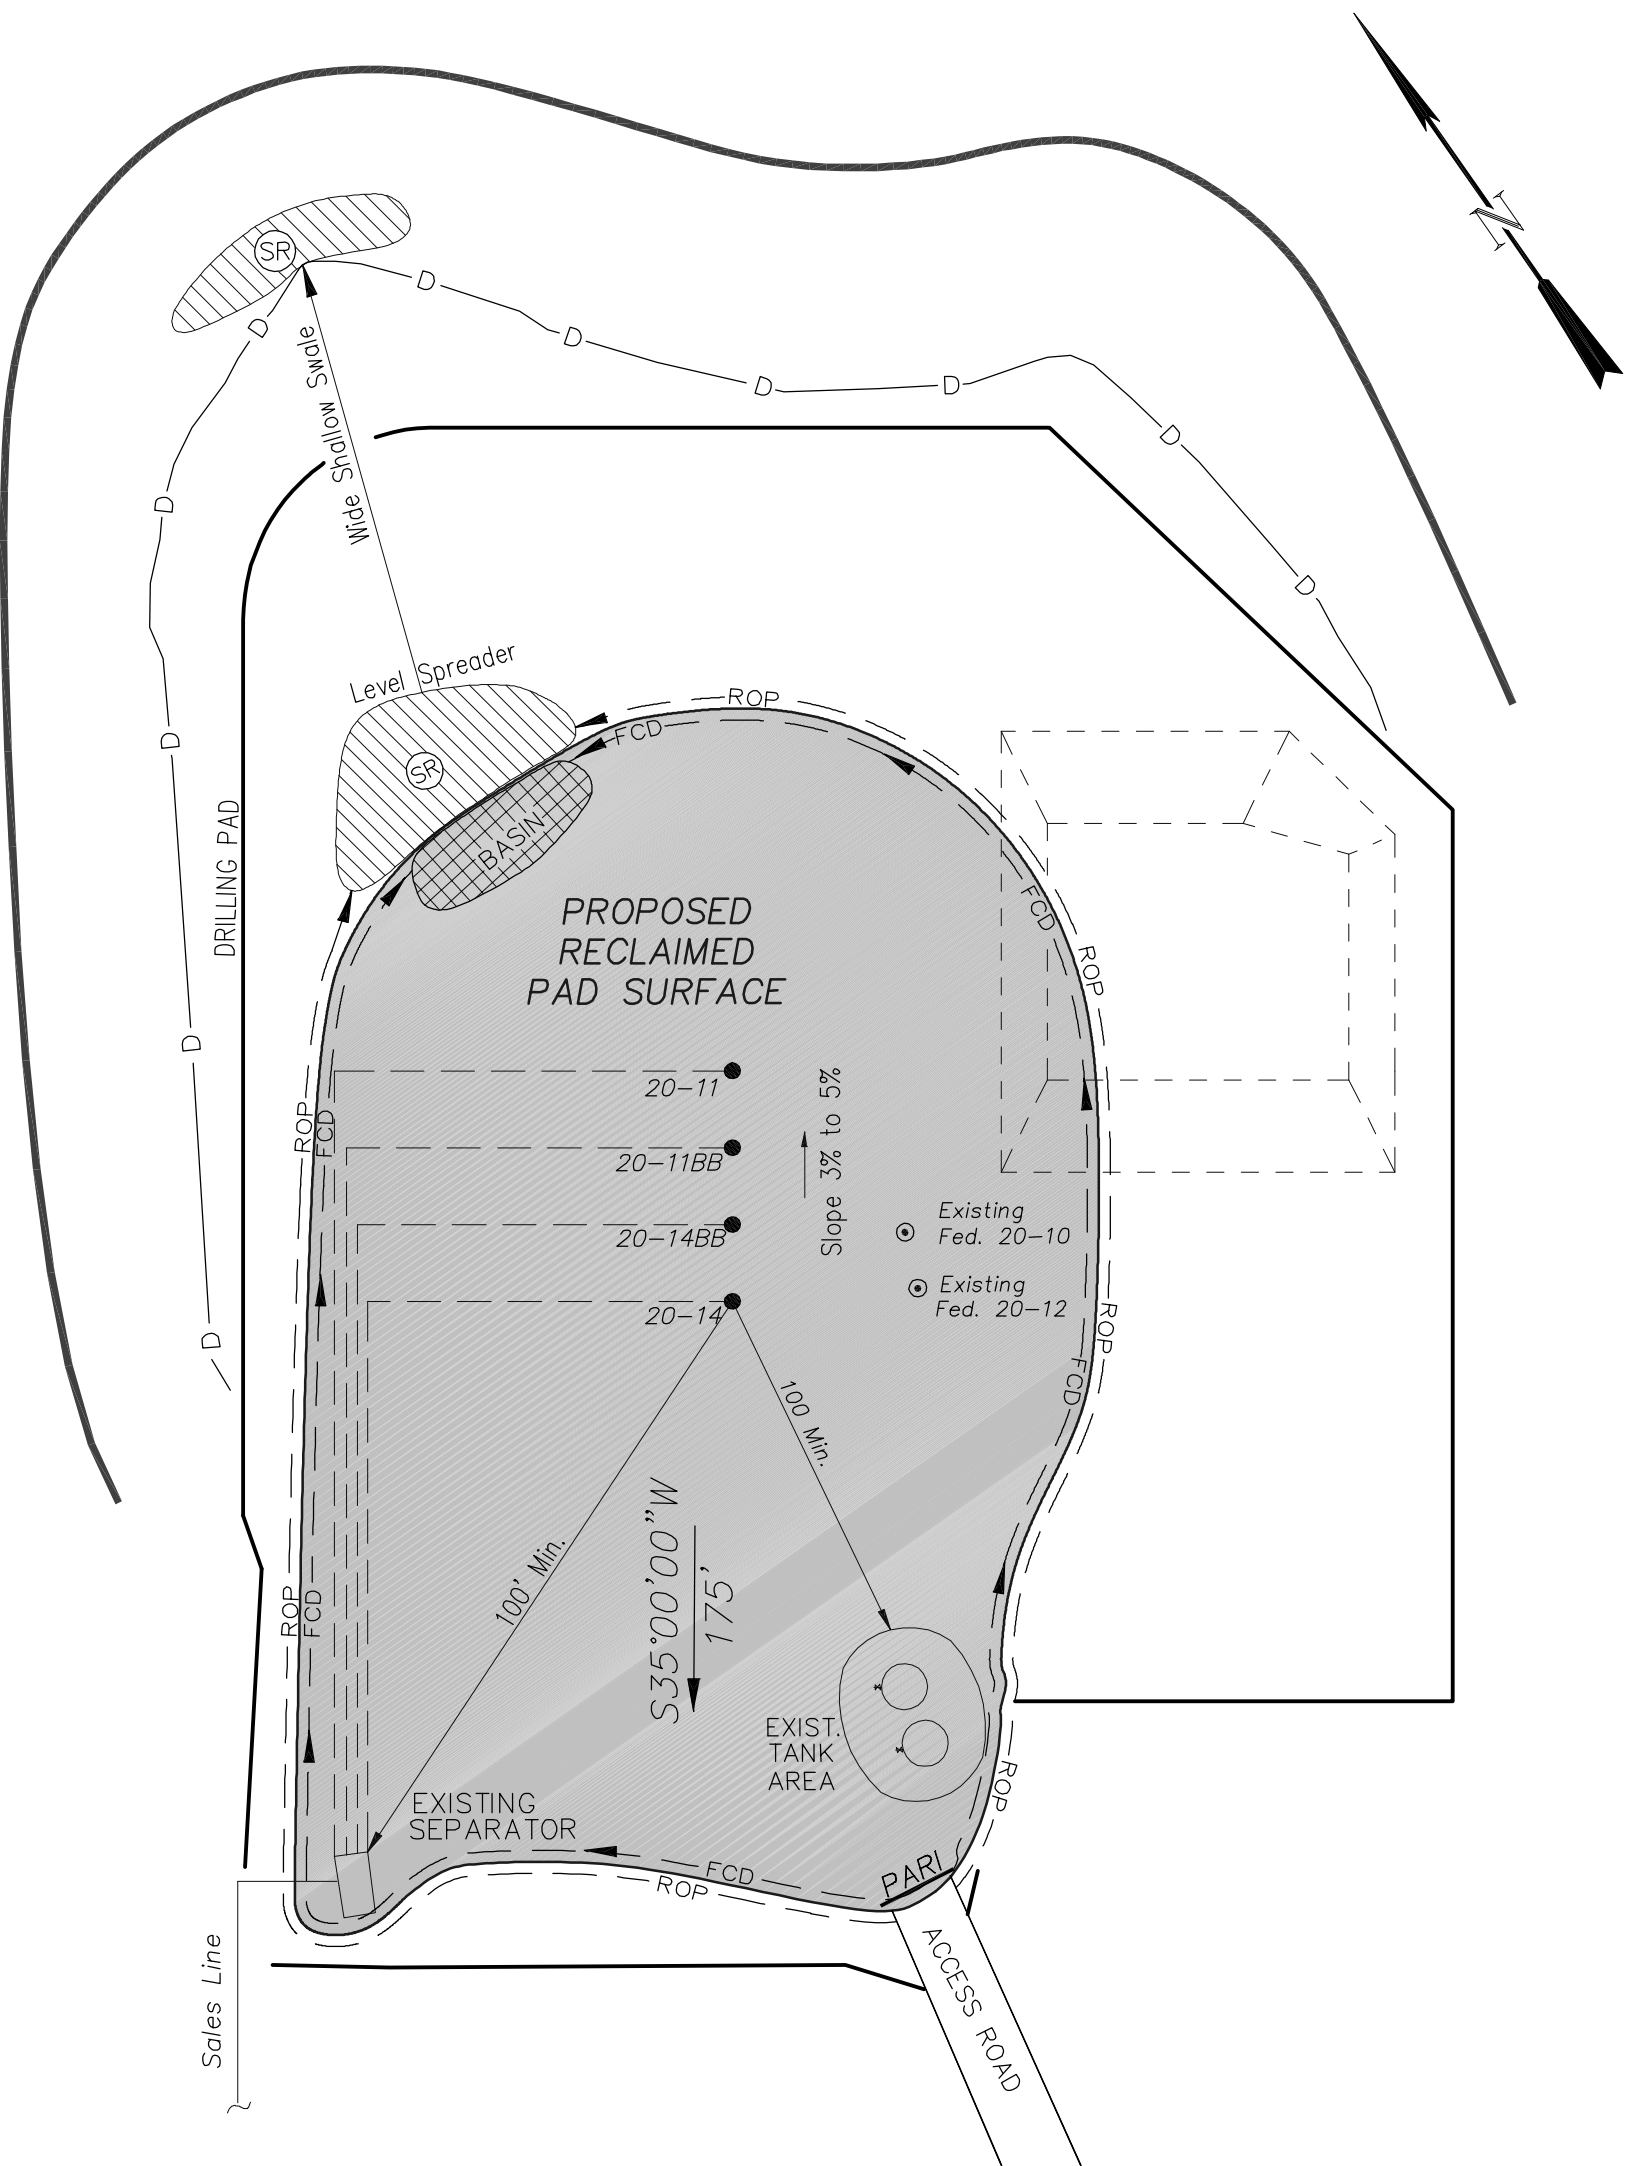 N
SR
D
D
D
D
D
D
D
Wide Shallow Swale
D
Level Spreader
ROP
FCD
SR
BASIN
D
DRILLING PAD
PROPOSED
RECLAIMED
PAD SURFACE
FCD
ROP
D
20-11
ROP
FCD
20-11BB
Slope 3% to 5%
20-14BB
Existing
Fed. 20-10
20-14
Existing
Fed. 20-12
D
ROP
FCD
100 Min.
100' Min.
S35°00'00"W
175'
ROP
FCD
EXIST.
TANK
AREA
ROP
EXISTING
SEPARATOR
FCD
ROP
PARI
ACCESS ROAD
Sales Line